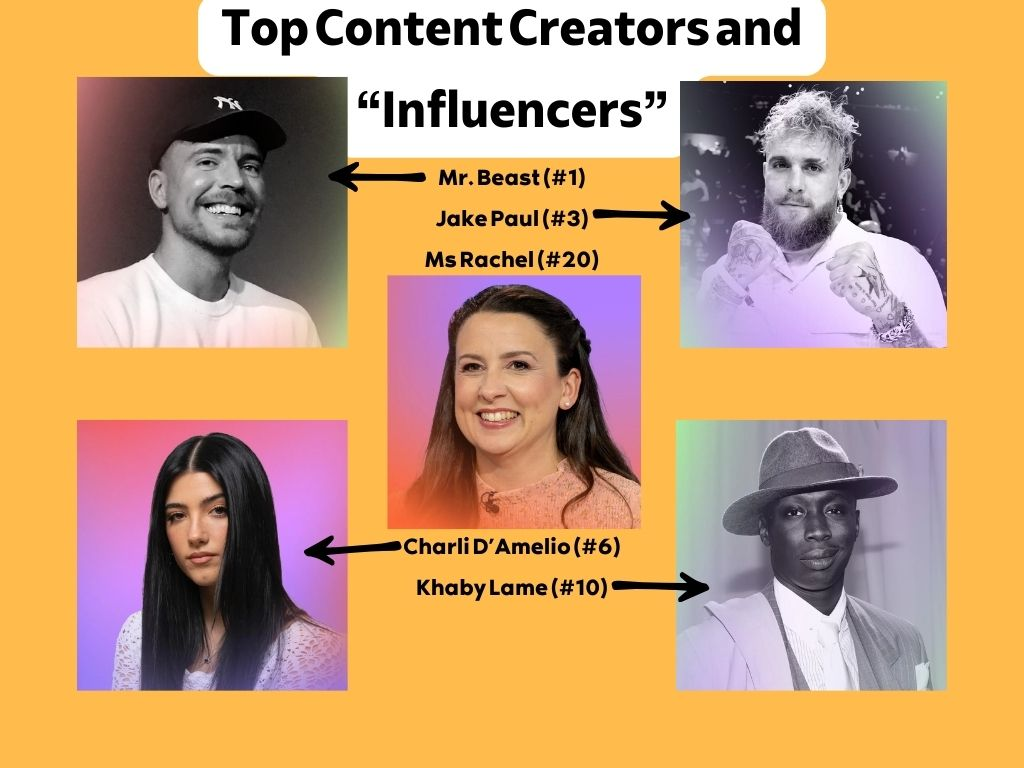 Top Content Creators and
“Influencers”
Mr. Beast (#1)
Jake Paul (#3)
Ms Rachel (#20)
Charli D’Amelio (#6)
Khaby Lame (#10)